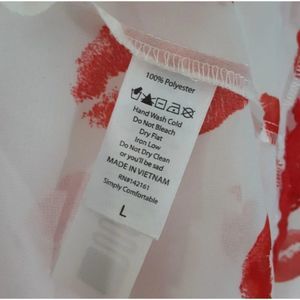 100% Polyester
Hand Wash Cold
Do Not Bleach
Dry Flat
Iron Low
Do Not Dry Clean
or you'll be sad
MADE IN VIETNAM
RN#142161
Simply Comfortable
L